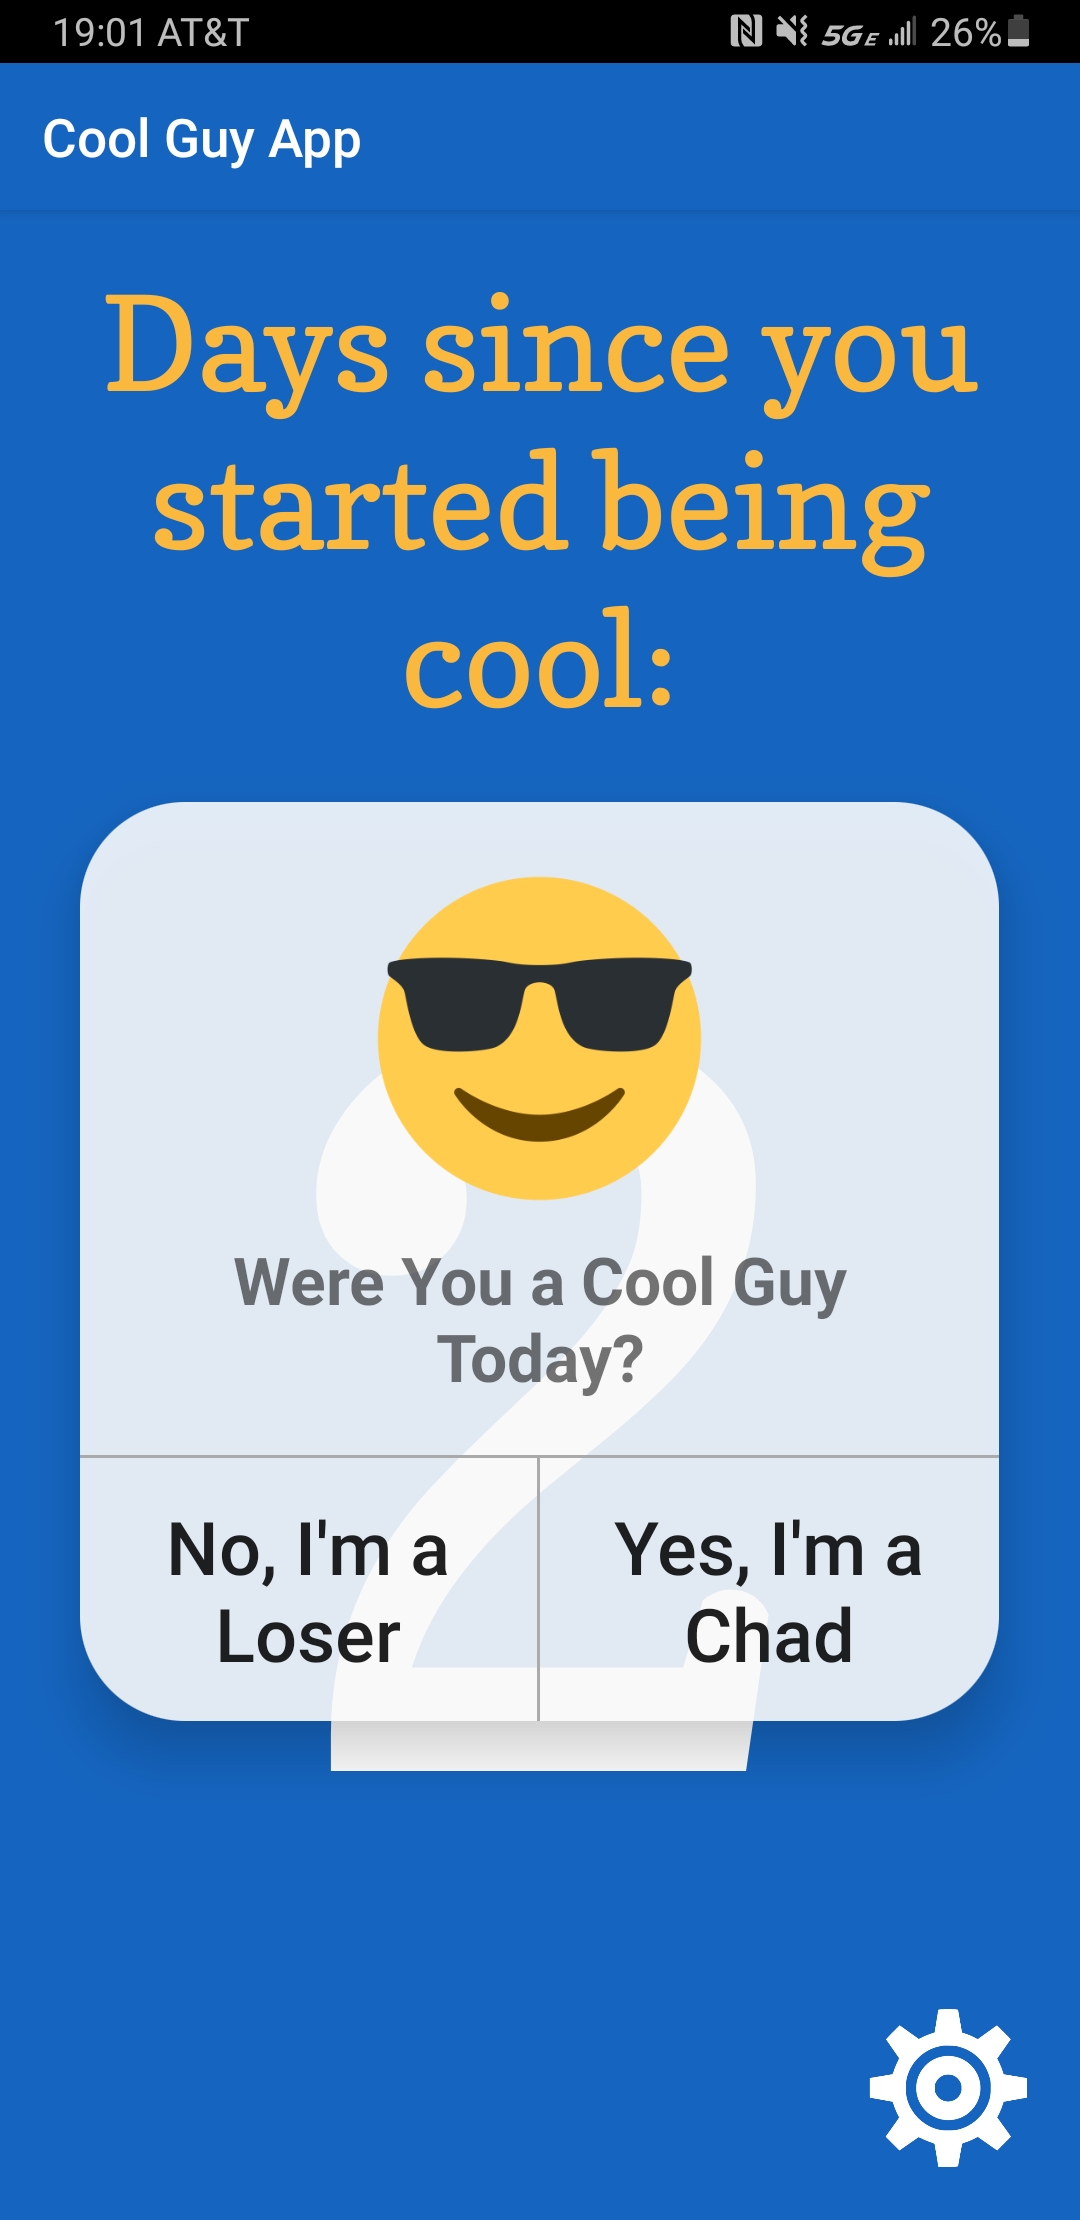 19:01 AT&T 5GE 26%
Cool Guy App
Days since you
started being
cool:
2
Were You a Cool Guy
Today?
No, I'm a
Loser
Yes, I'm a
Chad